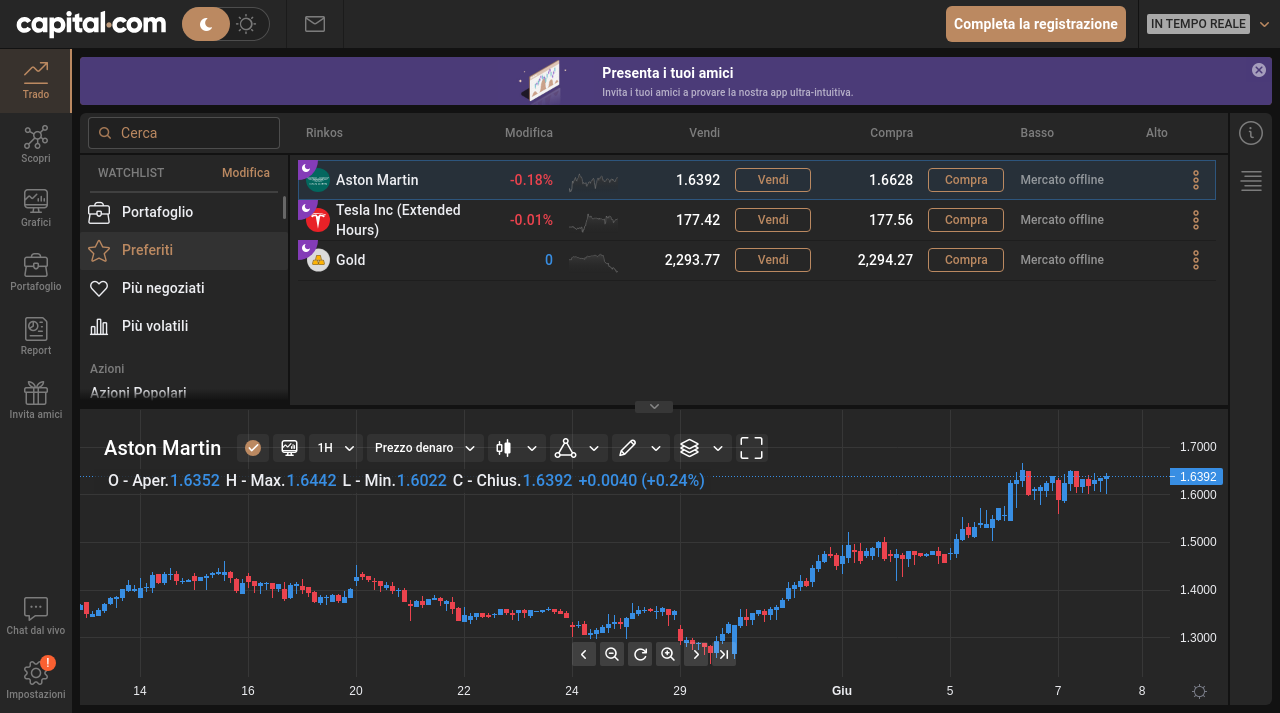 capital.com
Completa la registrazione
IN TEMPO REALE
Trado
Scopri
Grafici
Portafoglio
Report
Invita amici
Chat dal vivo
!
Impostazioni
Presenta i tuoi amici
Invita i tuoi amici a provare la nostra app ultra-intuitiva.
Cerca
WATCHLIST Modifica
Portafoglio
Preferiti
Più negoziati
Più volatili
Azioni
Azioni Popolari
Rinkos Modifica Vendi Compra Basso Alto
Aston Martin -0.18% 1.6392 Vendi 1.6628 Compra Mercato offline
Tesla Inc (Extended
Hours) -0.01% 177.42 Vendi 177.56 Compra Mercato offline
Gold 0 2,293.77 Vendi 2,294.27 Compra Mercato offline
Aston Martin 1H Prezzo denaro
O - Aper.1.6352 H - Max.1.6442 L - Min.1.6022 C - Chius.1.6392 +0.0040 (+0.24%)
1.7000
1.6392
1.6000
1.5000
1.4000
1.3000
14 16 20 22 24 29 Giu 5 7 8